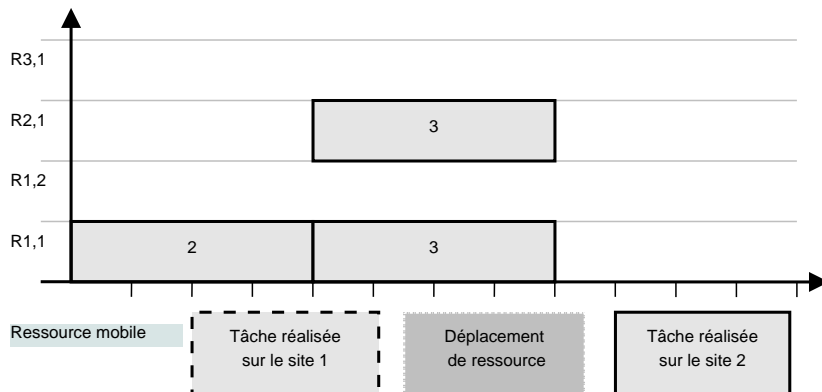 R3,1
R2,1
3
R1,2
R1,1
2
3
Ressource mobile
Tâche réalisée
sur le site 1
Déplacement
de ressource
Tâche réalisée
sur le site 2